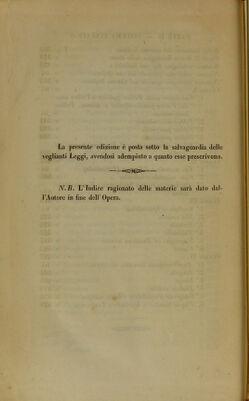 La presente edizione è posta sotto la salvaguardia delle
veglianti Leggi, avendosi adempiuto a quanto esse prescrivono.
N. B. L'Indice ragionato delle materie sarà dato dal-
l'Autore in fine dell'Opera.